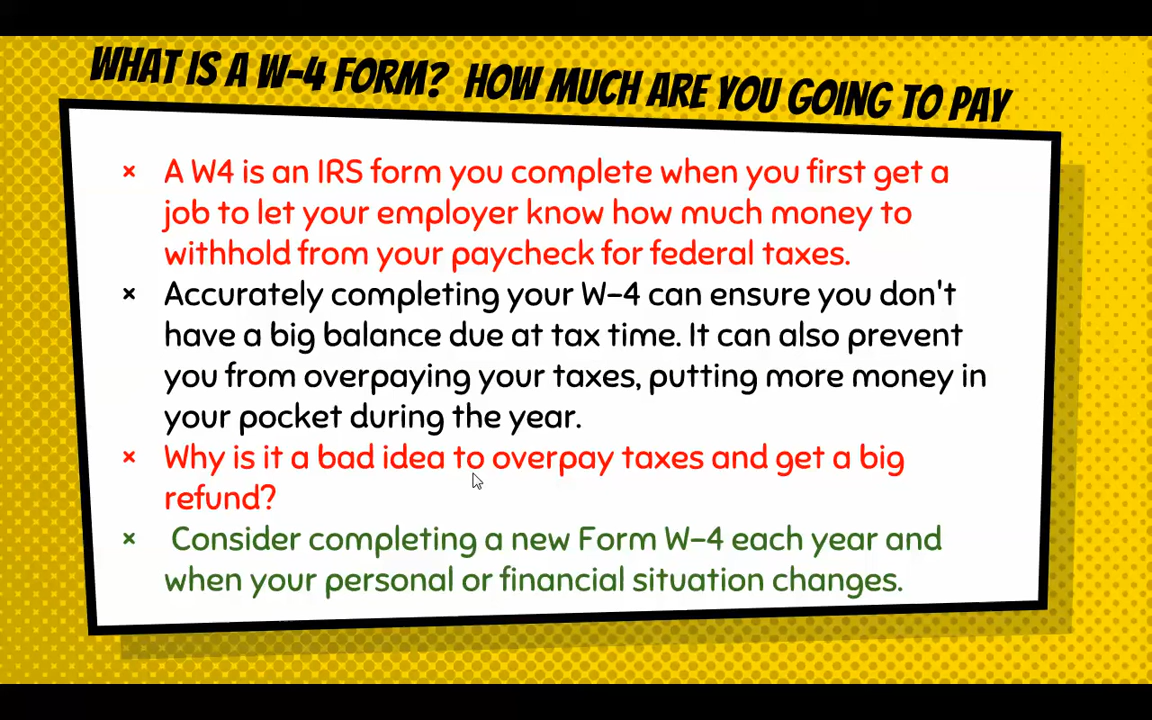 WHAT IS A W-4 FORM? HOW MUCH ARE YOU GOING TO PAY
× A W4 is an IRS form you complete when you first get a
job to let your employer know how much money to
withhold from your paycheck for federal taxes.
× Accurately completing your W-4 can ensure you don't
have a big balance due at tax time. It can also prevent
you from overpaying your taxes, putting more money in
your pocket during the year.
× Why is it a bad idea to overpay taxes and get a big
refund?
× Consider completing a new Form W-4 each year and
when your personal or financial situation changes.